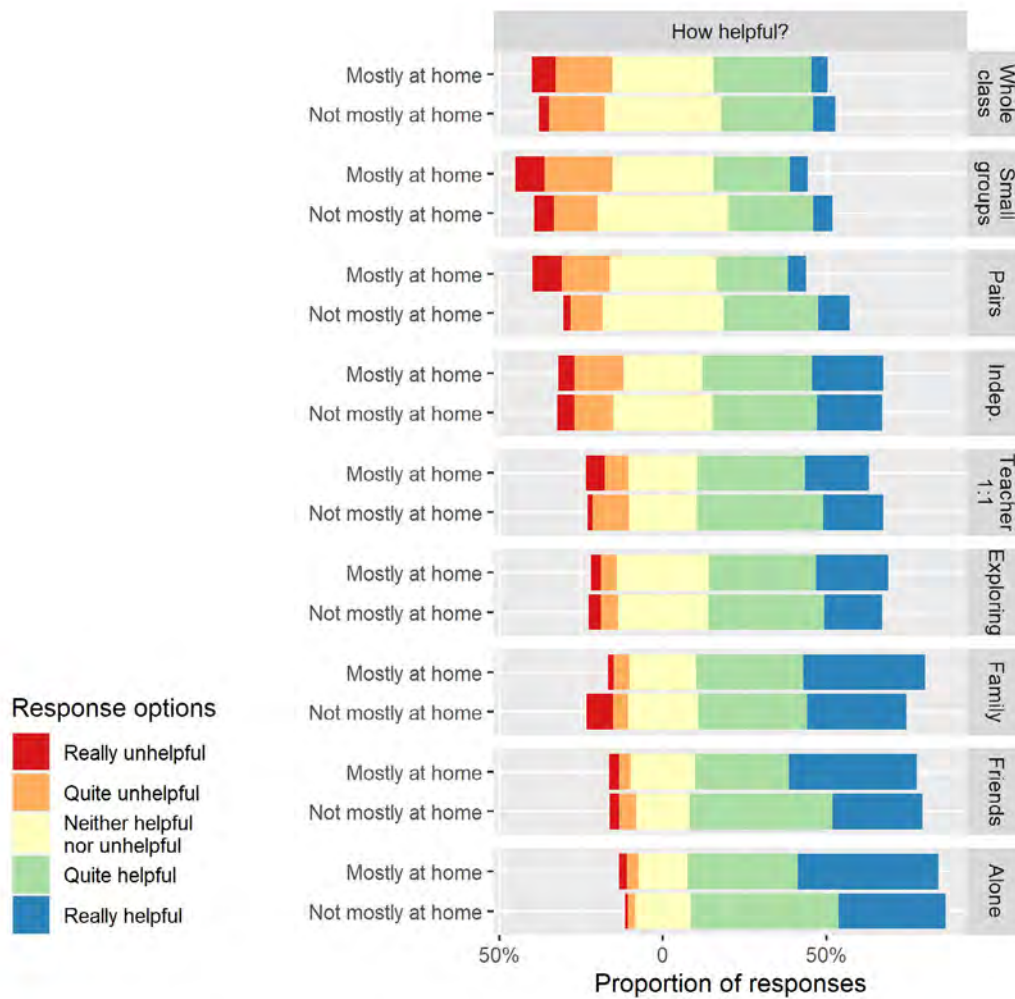 How helpful?
Mostly at home
Not mostly at home
Whole
class
Mostly at home
Not mostly at home
Small
groups
Mostly at home
Not mostly at home
Pairs
Mostly at home
Not mostly at home
Indep.
Mostly at home
Not mostly at home
Teacher
1:1
Mostly at home
Not mostly at home
Exploring
Mostly at home
Not mostly at home
Family
Mostly at home
Not mostly at home
Friends
Mostly at home
Not mostly at home
Alone
50%
0
50%
Proportion of responses
Response options
Really unhelpful
Quite unhelpful
Neither helpful
nor unhelpful
Quite helpful
Really helpful